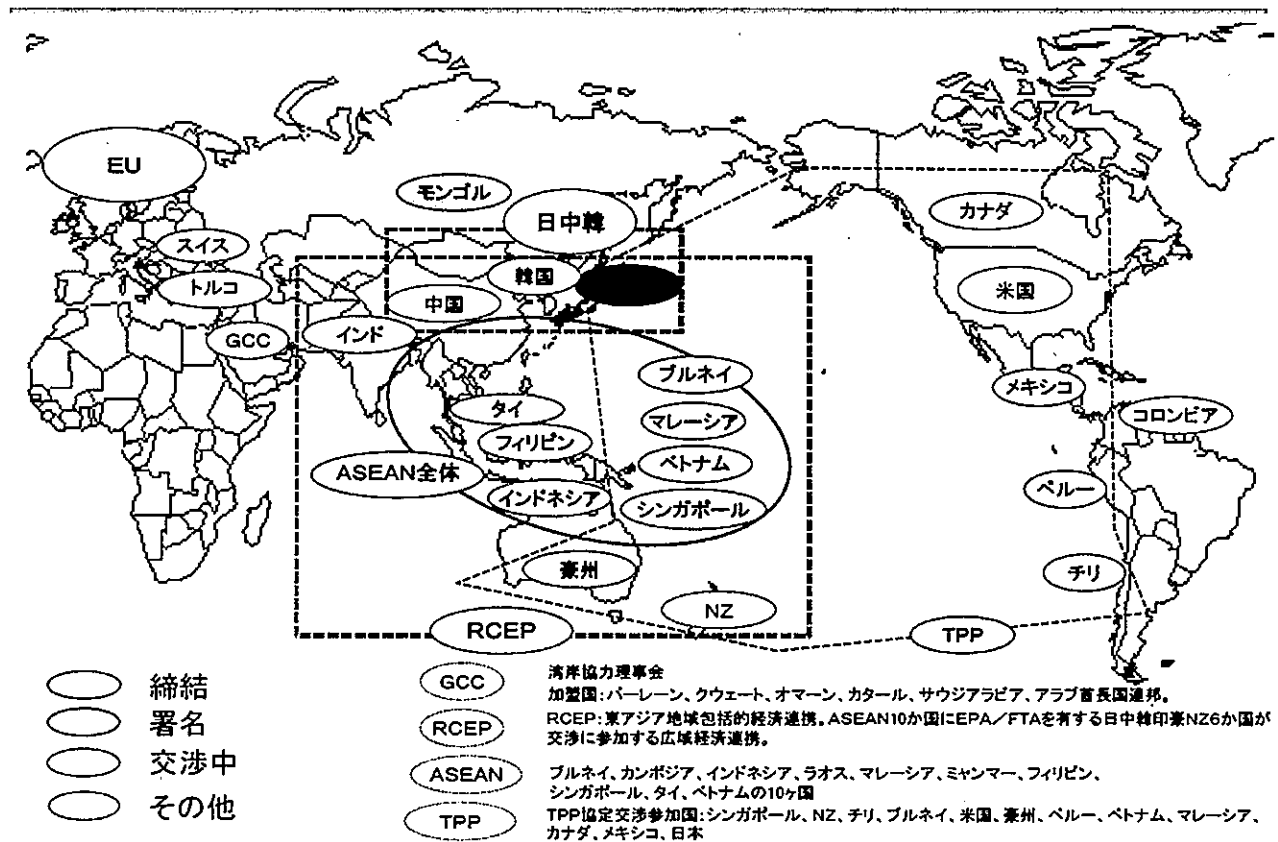 EU
モンゴル
日中韓
カナダ
スイス
韓国
トルコ
中国
米国
GCC
インド
ブルネイ
メキシコ
タイ
マレーシア
コロンビア
フィリピン
ベトナム
ASEAN全体
インドネシア
シンガポール
ペルー
豪州
チリ
NZ
RCEP
TPP
締結
署名
交渉中
その他
GCC
湾岸協力理事会
加盟国:バーレーン、クウェート、オマーン、カタール、サウジアラビア、アラブ首長国連邦。
RCEP
RCEP:東アジア地域包括的経済連携。ASEAN10か国にEPA/FTAを有する日中韓印豪NZ6か国が
交渉に参加する広域経済連携。
ASEAN
ブルネイ、カンボジア、インドネシア、ラオス、マレーシア、ミャンマー、フィリピン、
シンガポール、タイ、ベトナムの10ヶ国
TPP
TPP協定交渉参加国:シンガポール、NZ、チリ、ブルネイ、米国、豪州、ペルー、ベトナム、マレーシア、
カナダ、メキシコ、日本